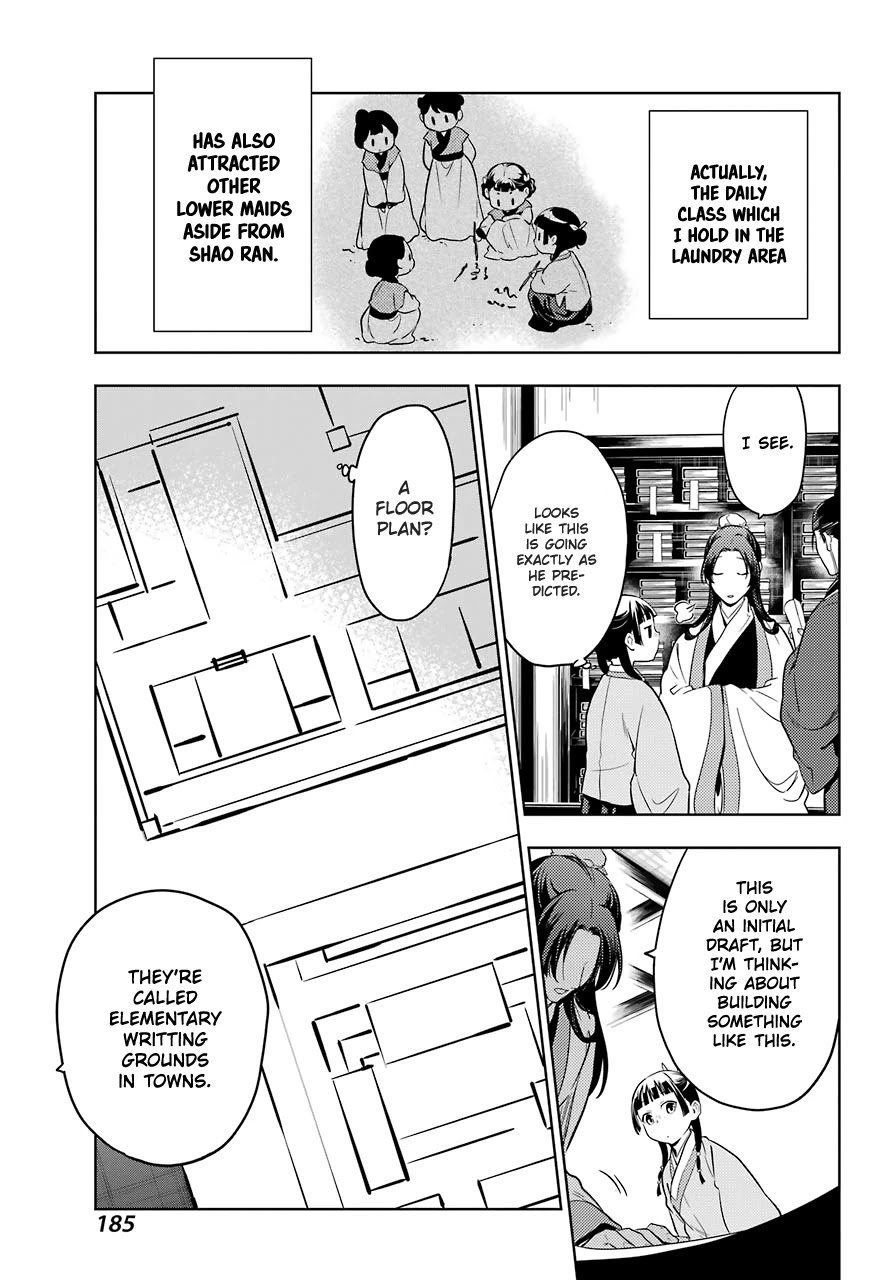 ACTUALLY,
THE DAILY
CLASS WHICH
I HOLD IN THE
LAUNDRY AREA
HAS ALSO
ATTRACTED
OTHER
LOWER MAIDS
ASIDE FROM
SHAO RAN.
I SEE.
LOOKS
LIKE THIS
IS GOING
EXACTLY AS
HE PRE-
DICTED.
THIS
IS ONLY
AN INITIAL
DRAFT, BUT
I'M THINK-
ING ABOUT
BUILDING
SOMETHING
LIKE THIS.
A
FLOOR
PLAN?
THEY'RE
CALLED
ELEMENTARY
WRITTING
GROUNDS
IN TOWNS.
185